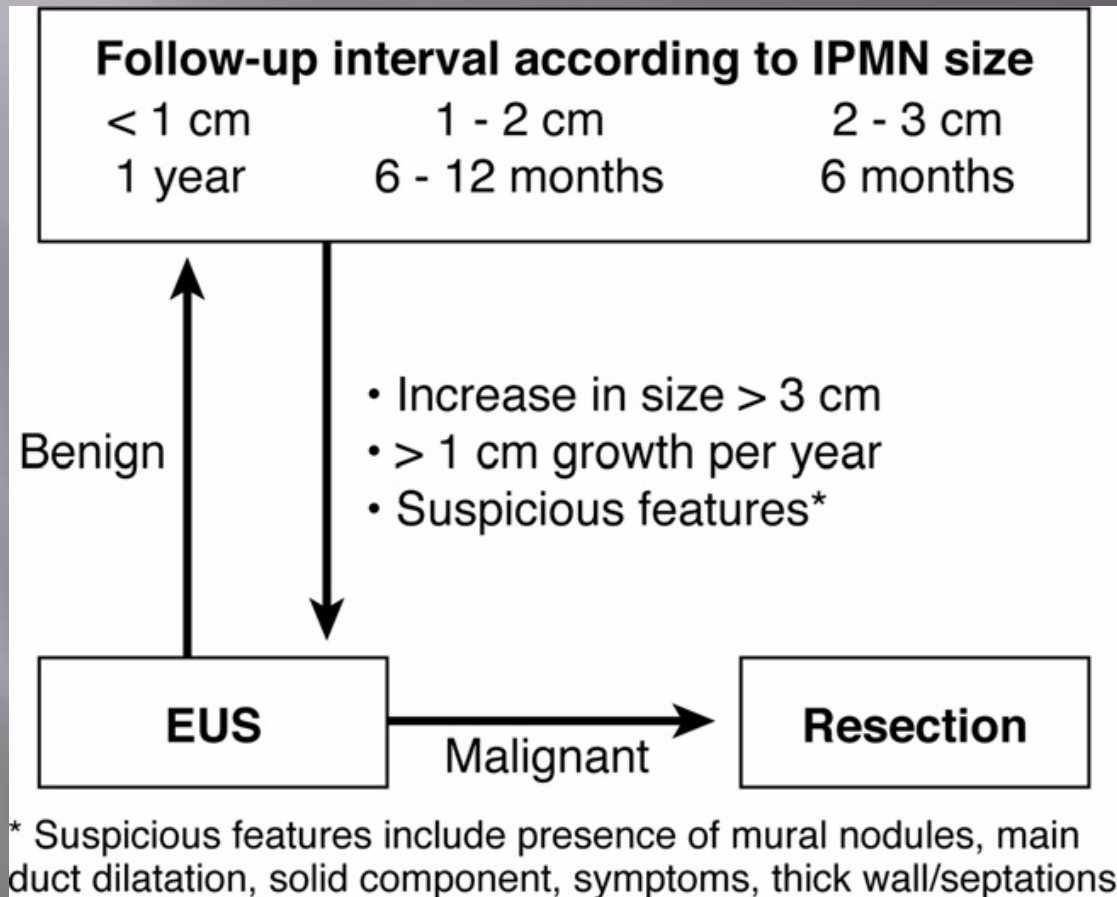 Follow-up interval according to IPMN size
< 1 cm 1 - 2 cm 2 - 3 cm
1 year 6 - 12 months 6 months
• Increase in size > 3 cm
• > 1 cm growth per year
• Suspicious features*
Benign
EUS
Malignant
Resection
* Suspicious features include presence of mural nodules, main
duct dilatation, solid component, symptoms, thick wall/septations